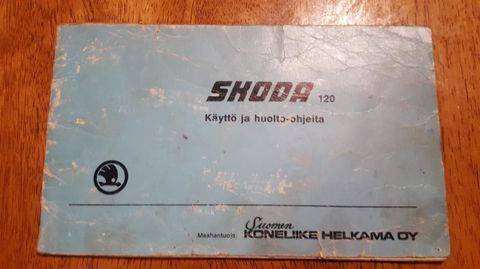 SKODA 120
Käyttö ja huolto-ohjeita
Suomen
Maahantuoja: KONELIIKE HELKAMA OY